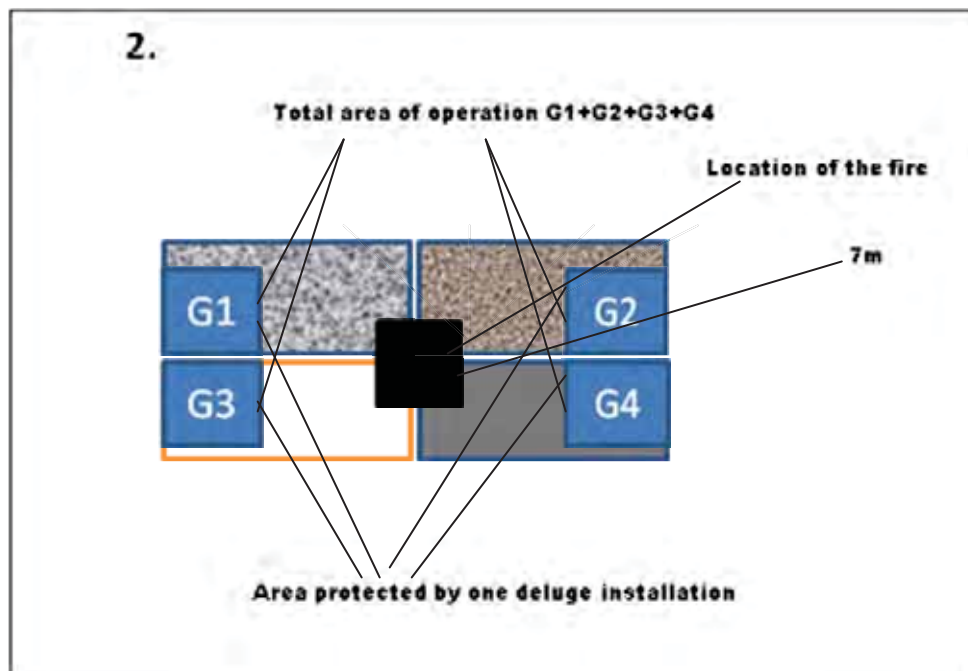 2.
Total area of operation G1+G2+G3+G4
Location of the fire
7m
G1
G2
G3
G4
Area protected by one deluge installation